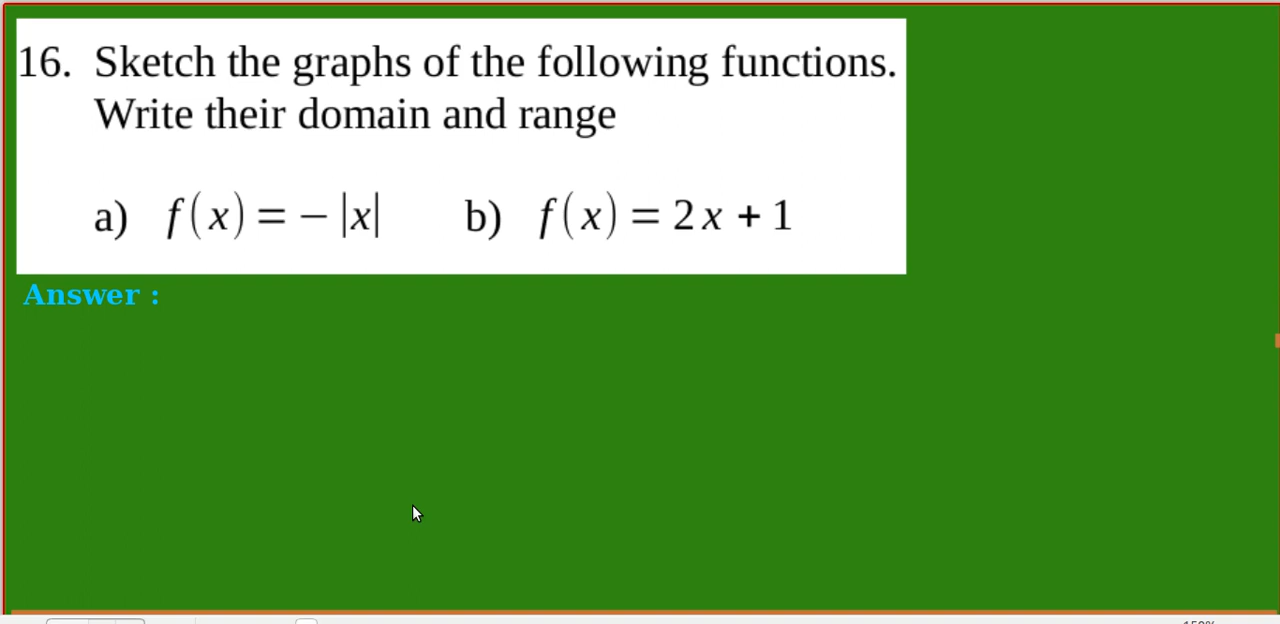 16. Sketch the graphs of the following functions.
Write their domain and range
a) f(x) = − |x| b) f(x) = 2x + 1
Answer :